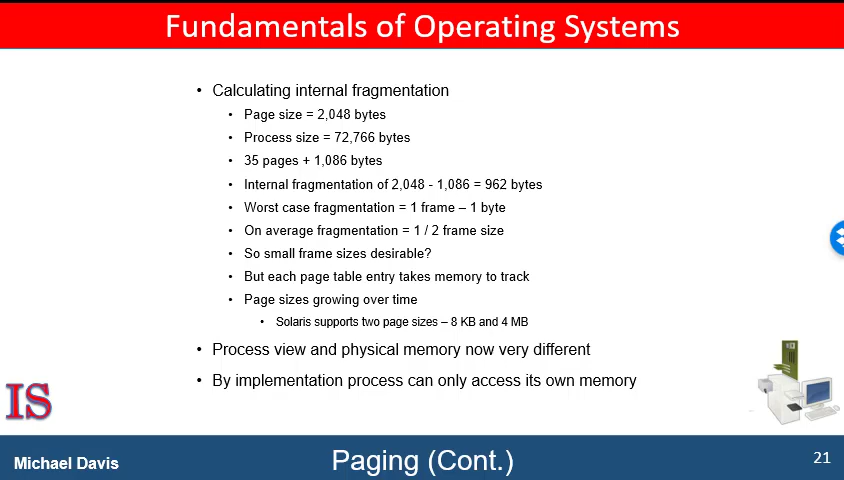 Fundamentals of Operating Systems
• Calculating internal fragmentation
• Page size = 2,048 bytes
• Process size = 72,766 bytes
• 35 pages + 1,086 bytes
• Internal fragmentation of 2,048 - 1,086 = 962 bytes
• Worst case fragmentation = 1 frame – 1 byte
• On average fragmentation = 1 / 2 frame size
• So small frame sizes desirable?
• But each page table entry takes memory to track
• Page sizes growing over time
• Solaris supports two page sizes – 8 KB and 4 MB
• Process view and physical memory now very different
• By implementation process can only access its own memory
IS
Michael Davis
Paging (Cont.)
21